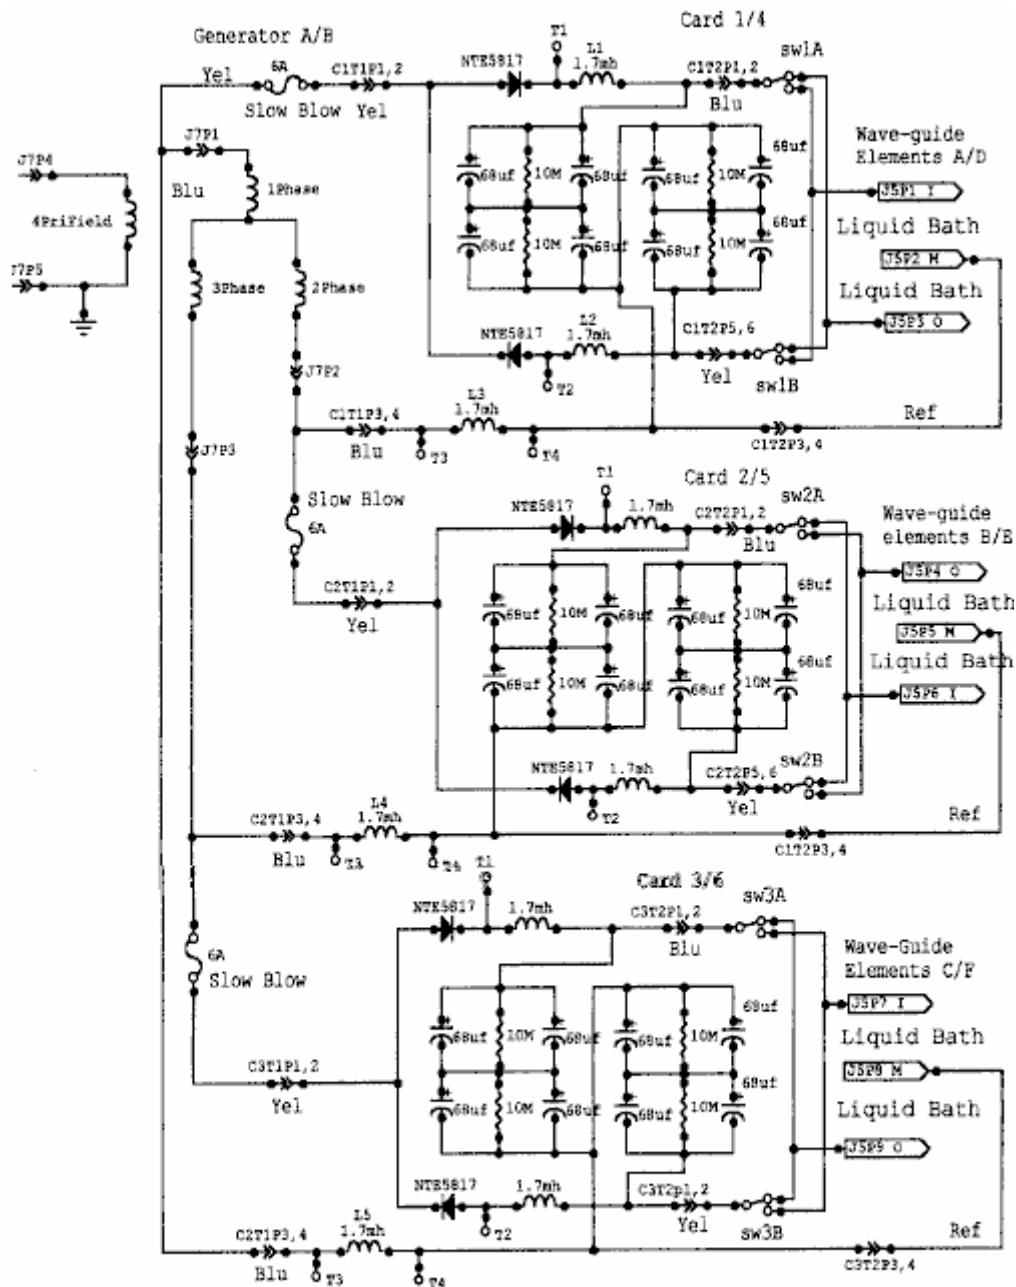 Card 1/4
Generator A/B
T1
L1
sw1A
NTE5817
1.7mh
6A
C1T1P1,2
C1T2P1,2
Yel
Slow Blow
Yel
Blu
J7P1
Wave-guide
Elements A/D
J7P4
68uf
10M
68uf
68uf
10M
68uf
Blu
1Phase
J5P1 I
4PriField
Liquid Bath
68uf
10M
68uf
68uf
10M
68uf
J5P2 M
J7P5
3Phase
2Phase
Liquid Bath
J5P3 O
NTE5817
L2
1.7mh
C1T2P5,6
Yel
sw1B
T2
J7P2
L3
1.7mh
C1T1P3,4
Ref
J7P3
Blu
T3
T4
C1T2P3,4
Card 2/5
T1
sw2A
Slow Blow
NTE5817
1.7mh
C2T2P1,2
Blu
Wave-guide
elements B/E
6A
J5P4 O
C2T1P1,2
Yel
68uf
10M
68uf
68uf
10M
68uf
Liquid Bath
J5P5 M
68uf
10M
68uf
68uf
10M
68uf
Liquid Bath
J5P6 I
NTE5817
1.7mh
C2T2P5,6
sw2B
Yel
T2
L4
1.7mh
C2T1P3,4
Ref
Blu
T3
T4
C1T2P3,4
T1
Card 3/6
sw3A
NTE5817
1.7mh
C3T2P1,2
Blu
6A
Slow Blow
Wave-Guide
Elements C/F
J5P7 I
68uf
10M
68uf
68uf
10M
68uf
Liquid Bath
C3T1P1,2
J5P8 M
Yel
68uf
10M
68uf
68uf
10M
68uf
Liquid Bath
J5P9 O
NTE5817
1.7mh
C3T2p1,2
Yel
sw3B
T2
L5
1.7mh
C2T1P3,4
Ref
Blu
T3
T4
C3T2P3,4